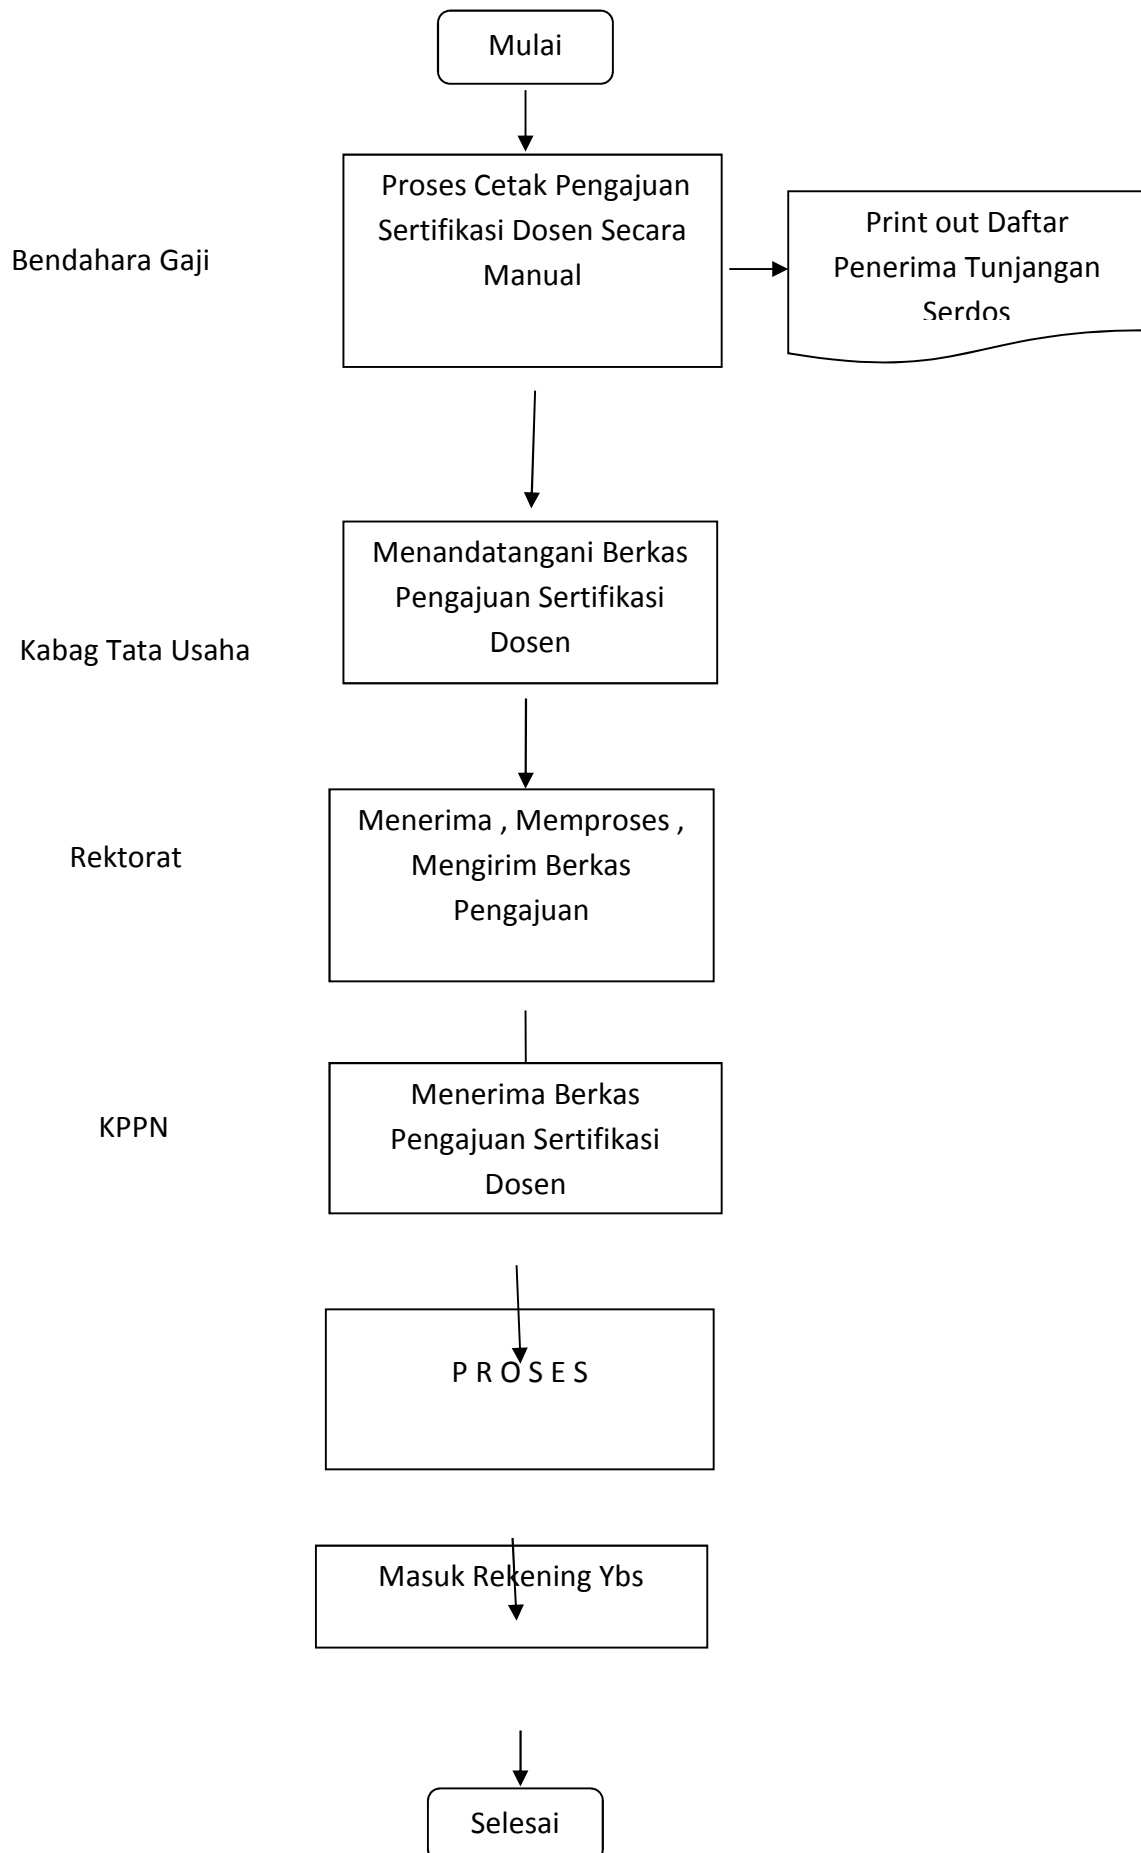 Mulai
Proses Cetak Pengajuan
Sertifikasi Dosen Secara
Manual
Bendahara Gaji
Print out Daftar
Penerima Tunjangan
Serdos
Menandatangani Berkas
Pengajuan Sertifikasi
Dosen
Kabag Tata Usaha
Menerima , Memproses ,
Mengirim Berkas
Pengajuan
Rektorat
Menerima Berkas
Pengajuan Sertifikasi
Dosen
KPPN
P R O S E S
Masuk Rekening Ybs
Selesai